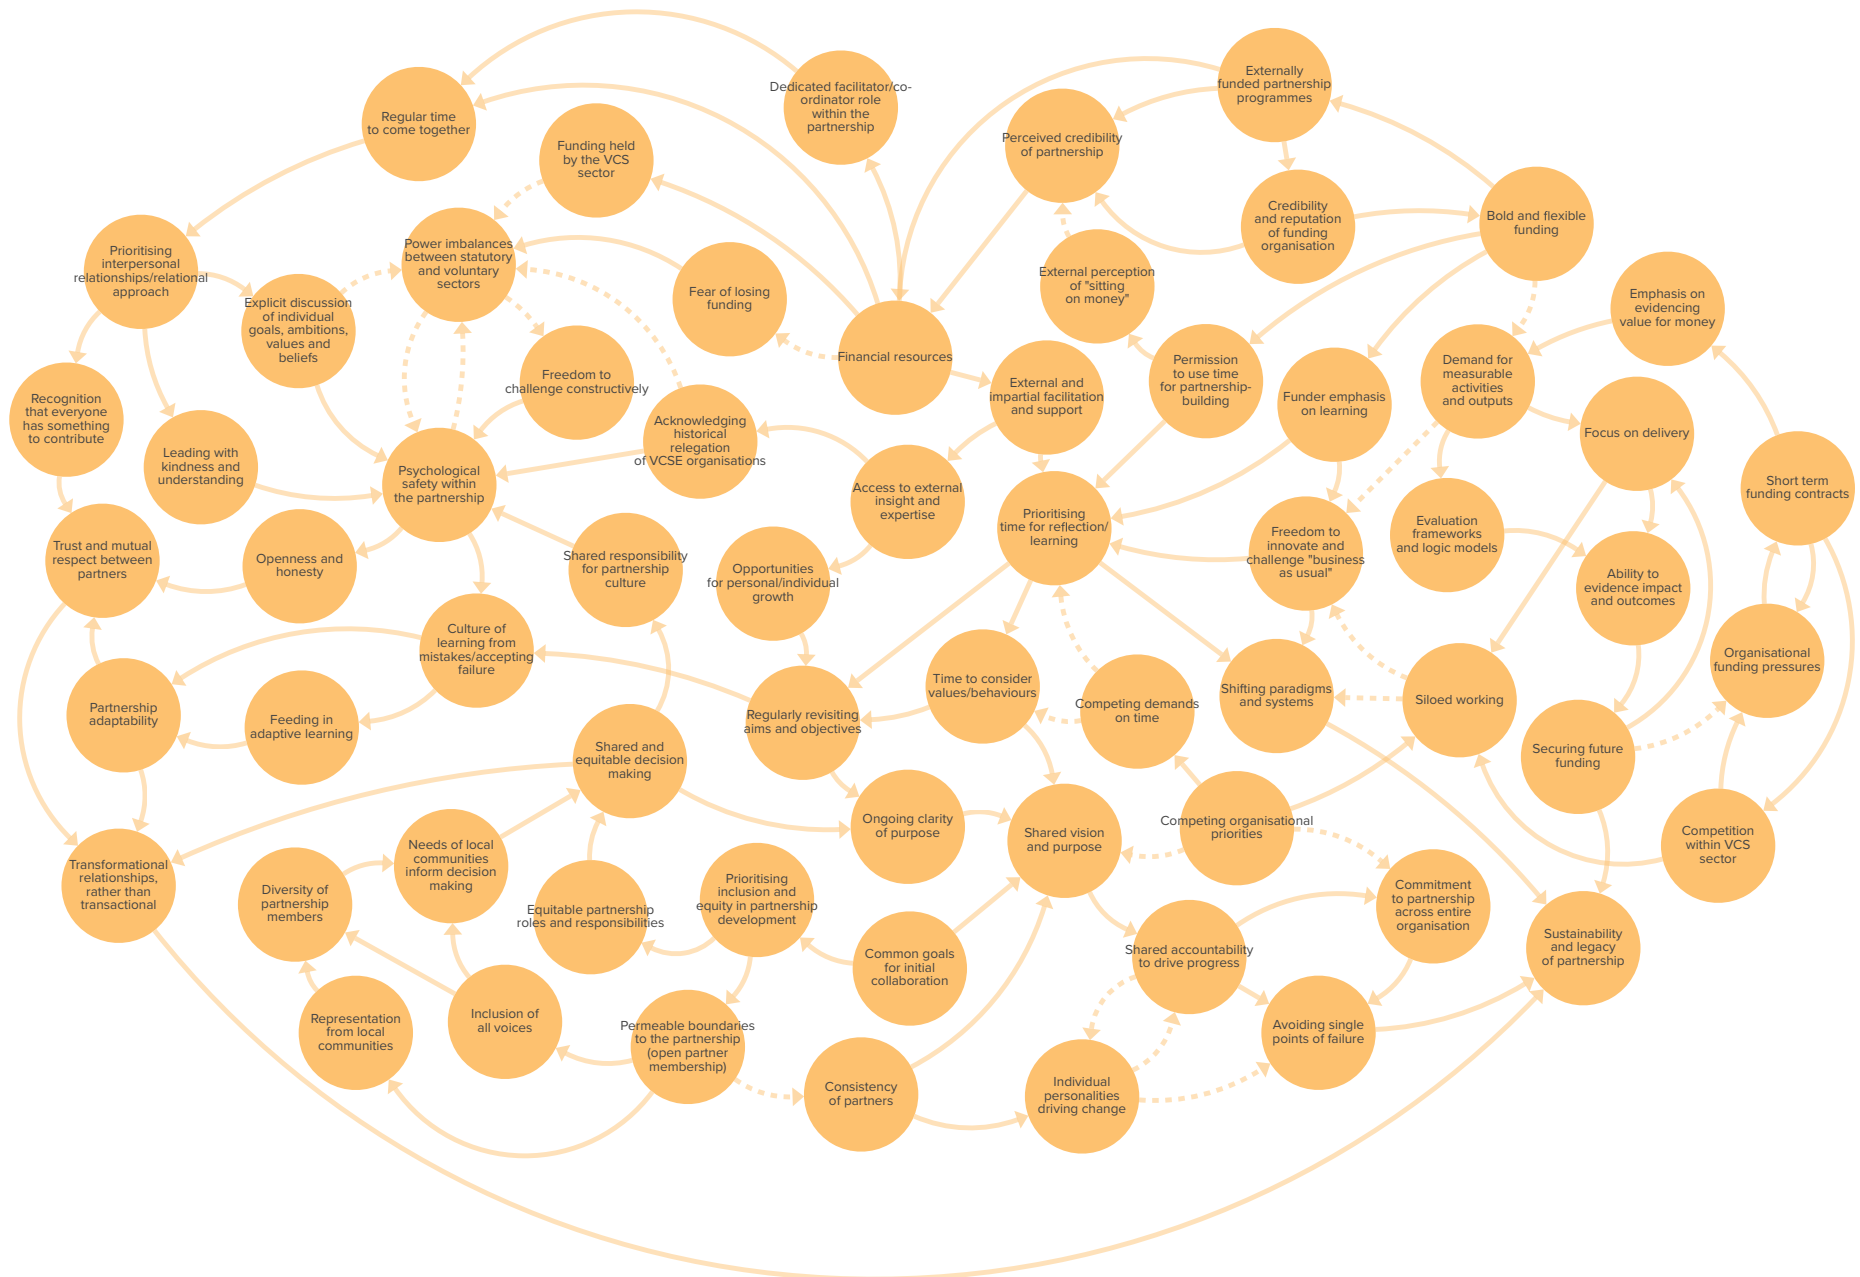 Externally
funded partnership
programmes
Dedicated facilitator/co-
ordinator role
within the
partnership
Regular time
to come together
Perceived credibility
of partnership
Funding held
by the VCS
sector
Credibility
and reputation
of funding
organisation
Bold and flexible
funding
Power imbalances
between statutory
and voluntary
sectors
Prioritising
interpersonal
relationships/relational
approach
External perception
of "sitting
on money"
Fear of losing
funding
Emphasis on
evidencing
value for money
Explicit discussion
of individual
goals, ambitions,
values and
beliefs
Financial resources
Permission
to use time
for partnership-
building
Demand for
measurable
activities
and outputs
Freedom to
challenge constructively
External and
impartial facilitation
and support
Funder emphasis
on learning
Recognition
that everyone
has something
to contribute
Focus on delivery
Acknowledging
historical
relegation
of VCSE organisations
Leading with
kindness and
understanding
Psychological
safety within
the partnership
Short term
funding contracts
Access to external
insight and
expertise
Prioritising
time for reflection/
learning
Evaluation
frameworks
and logic models
Freedom to
innovate and
challenge "business
as usual"
Trust and mutual
respect between
partners
Openness and
honesty
Shared responsibility
for partnership
culture
Opportunities
for personal/individual
growth
Ability to
evidence impact
and outcomes
Culture of
learning from
mistakes/accepting
failure
Organisational
funding pressures
Time to consider
values/behaviours
Competing demands
on time
Shifting paradigms
and systems
Siloed working
Partnership
adaptability
Feeding in
adaptive learning
Regularly revisiting
aims and objectives
Shared and
equitable decision
making
Securing future
funding
Ongoing clarity
of purpose
Shared vision
and purpose
Competing organisational
priorities
Competition
within VCS
sector
Needs of local
communities
inform decision
making
Transformational
relationships,
rather than
transactional
Diversity of
partnership
members
Prioritising
inclusion and
equity in partnership
development
Equitable partnership
roles and responsibilities
Commitment
to partnership
across entire
organisation
Common goals
for initial
collaboration
Shared accountability
to drive progress
Sustainability
and legacy
of partnership
Inclusion of
all voices
Representation
from local
communities
Permeable boundaries
to the partnership
(open partner
membership)
Avoiding single
points of failure
Consistency
of partners
Individual
personalities
driving change